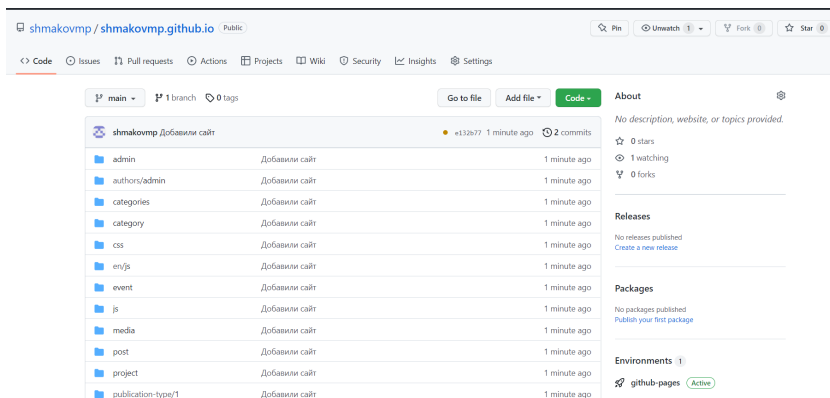 shmakovmp / shmakovmp.github.io Public
Pin Unwatch 1 Fork 0 Star 0
<> Code Issues Pull requests Actions Projects Wiki Security Insights Settings
main 1 branch 0 tags Go to file Add file Code
shmakovmp Добавили сайт e132b77 1 minute ago 2 commits
admin Добавили сайт 1 minute ago
authors/admin Добавили сайт 1 minute ago
categories Добавили сайт 1 minute ago
category Добавили сайт 1 minute ago
css Добавили сайт 1 minute ago
en/js Добавили сайт 1 minute ago
event Добавили сайт 1 minute ago
js Добавили сайт 1 minute ago
media Добавили сайт 1 minute ago
post Добавили сайт 1 minute ago
project Добавили сайт 1 minute ago
publication-type/1 Добавили сайт 1 minute ago
About
No description, website, or topics provided.
0 stars
1 watching
0 forks
Releases
No releases published
Create a new release
Packages
No packages published
Publish your first package
Environments 1
github-pages Active